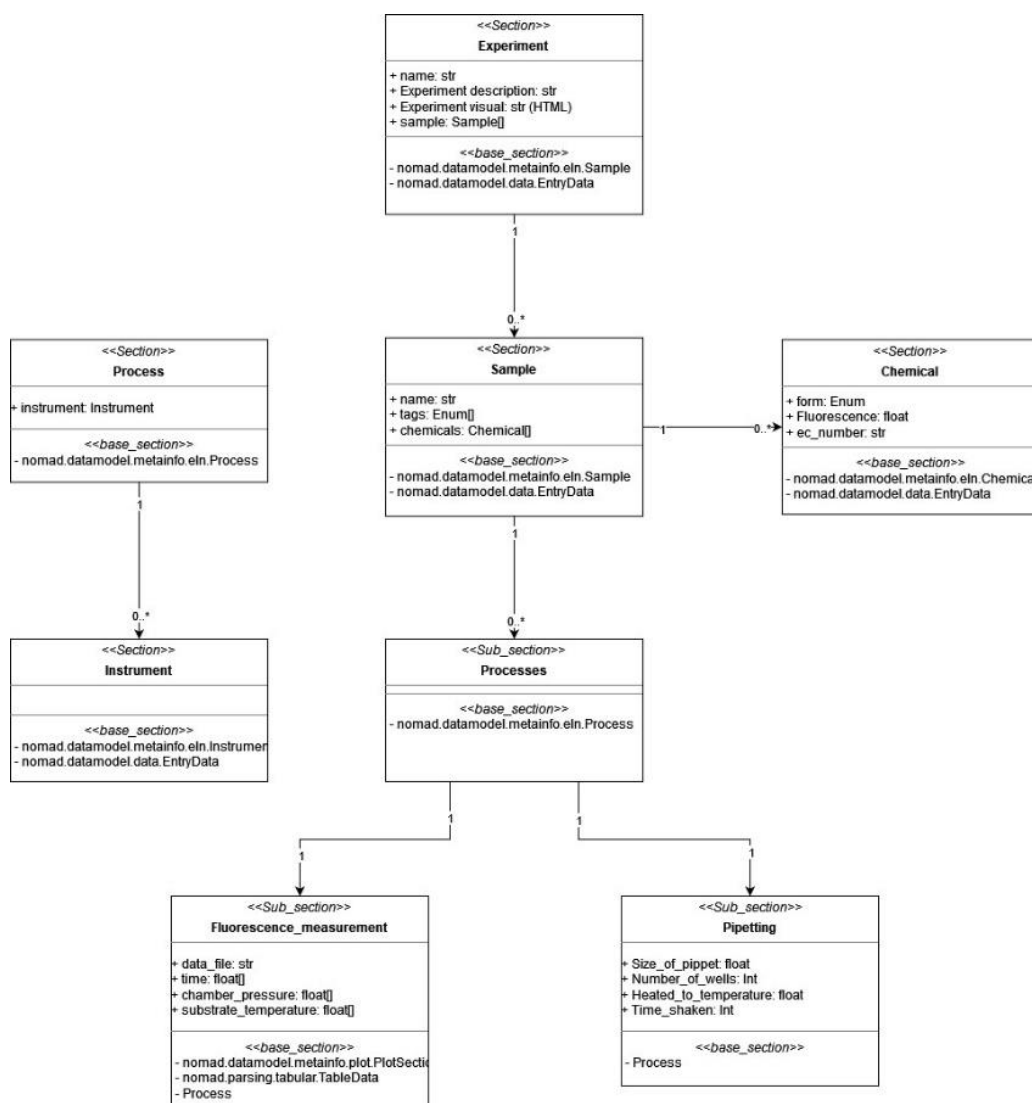 <<Section>>
Experiment
+ name: str
+ Experiment description: str
+ Experiment visual: str (HTML)
+ sample: Sample[]
<<base_section>>
- nomad.datamodel.metainfo.eln.Sample
- nomad.datamodel.data.EntryData
1
0..*
<<Section>>
Process
+ instrument: Instrument
<<base_section>>
- nomad.datamodel.metainfo.eln.Process
1
0..*
<<Section>>
Sample
+ name: str
+ tags: Enum[]
+ chemicals: Chemical[]
<<base_section>>
- nomad.datamodel.metainfo.eln.Sample
- nomad.datamodel.data.EntryData
1
0..*
1
0..*
<<Section>>
Chemical
+ form: Enum
+ Fluorescence: float
+ ec_number: str
<<base_section>>
- nomad.datamodel.metainfo.eln.Chemica
- nomad.datamodel.data.EntryData
<<Section>>
Instrument
<<base_section>>
- nomad.datamodel.metainfo.eln.Instrumen
- nomad.datamodel.data.EntryData
<<Sub_section>>
Processes
<<base_section>>
- nomad.datamodel.metainfo.eln.Process
1
1
1
1
<<Sub_section>>
Fluorescence_measurement
+ data_file: str
+ time: float[]
+ chamber_pressure: float[]
+ substrate_temperature: float[]
<<base_section>>
- nomad.datamodel.metainfo.plot.PlotSectio
- nomad.parsing.tabular.TableData
- Process
<<Sub_section>>
Pipetting
+ Size_of_pippet: float
+ Number_of_wells: Int
+ Heated_to_temperature: float
+ Time_shaken: Int
<<base_section>>
- Process